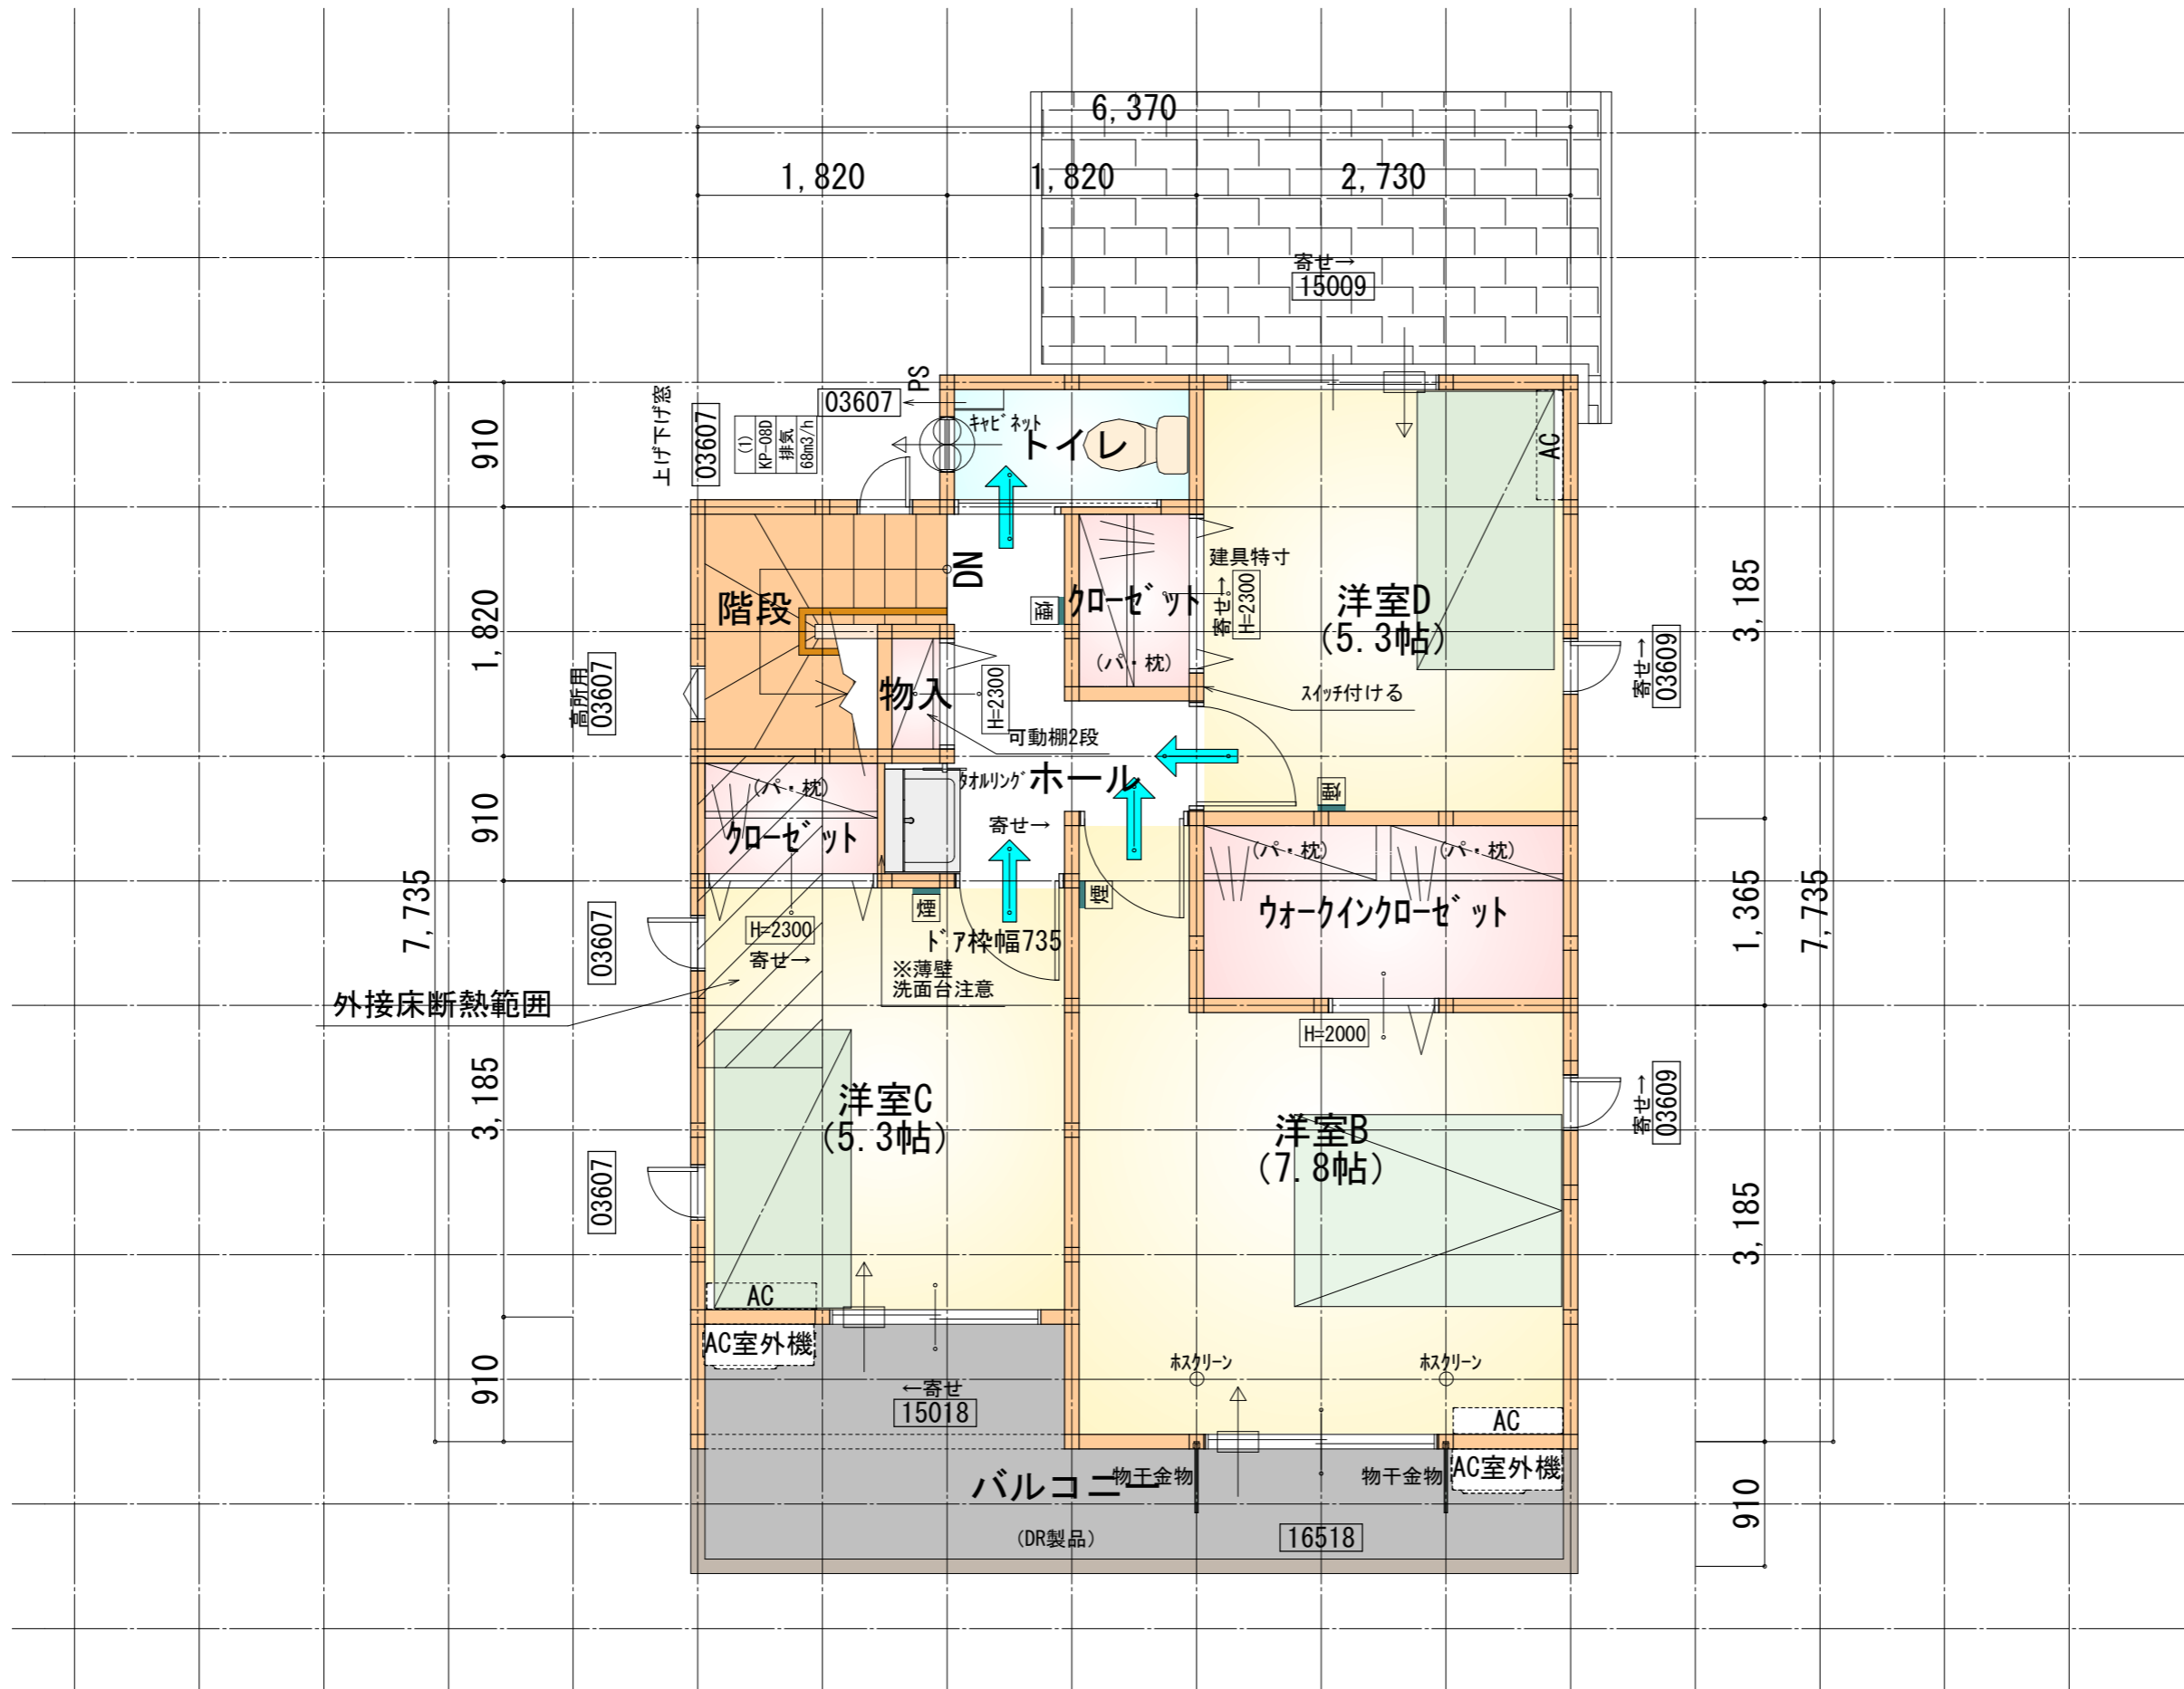 6,370
1,820
1,820
2,730
寄せ→
15009
上げ下げ窓
03607
(1)
KP-08D
排気
68m3/h
03607
PS
ｷｬﾋﾞﾈｯﾄ
トイレ
AC
910
1,820
910
7,735
3,185
910
DN
階段
煙
クローゼット
(パ・枕)
建具特寸
寄せ→
H=2300
洋室D
(5.3帖)
3,185
高所用
03607
物入
H=2300
可動棚2段
スイッチ付ける
寄せ→
03609
ﾀｵﾙﾘﾝｸﾞ
ホール
寄せ→
煙
(パ・枕)
クローゼット
(パ・枕)
(パ・枕)
ウォークインクローゼット
1,365
7,735
03607
H=2300
寄せ→
煙
煙
ドア枠幅735
※薄壁
洗面台注意
外接床断熱範囲
H=2000
寄せ→
03609
洋室C
(5.3帖)
洋室B
(7.8帖)
03607
3,185
AC
AC室外機
←寄せ
15018
ﾎｽｸﾘｰﾝ
ﾎｽｸﾘｰﾝ
AC
AC室外機
バルコニー
物干金物
物干金物
(DR製品)
16518
910